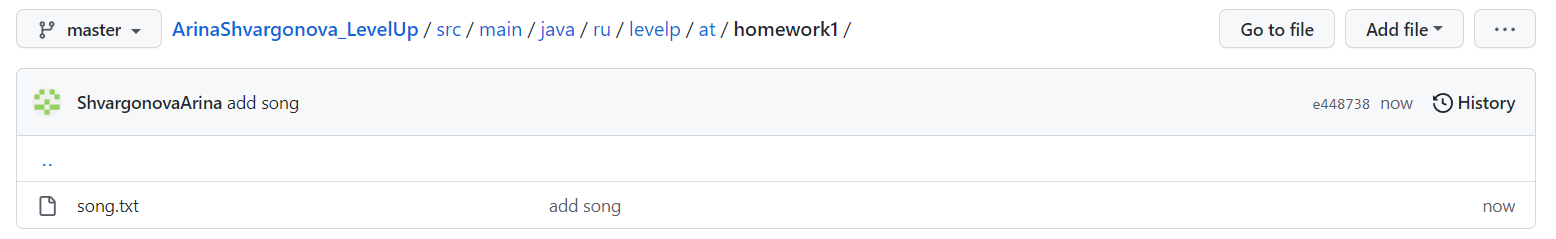 master ArinaShvargonova_LevelUp / src / main / java / ru / levelp / at / homework1 / Go to file Add file ...
ShvargonovaArina add song e448738 now History
..
song.txt add song now